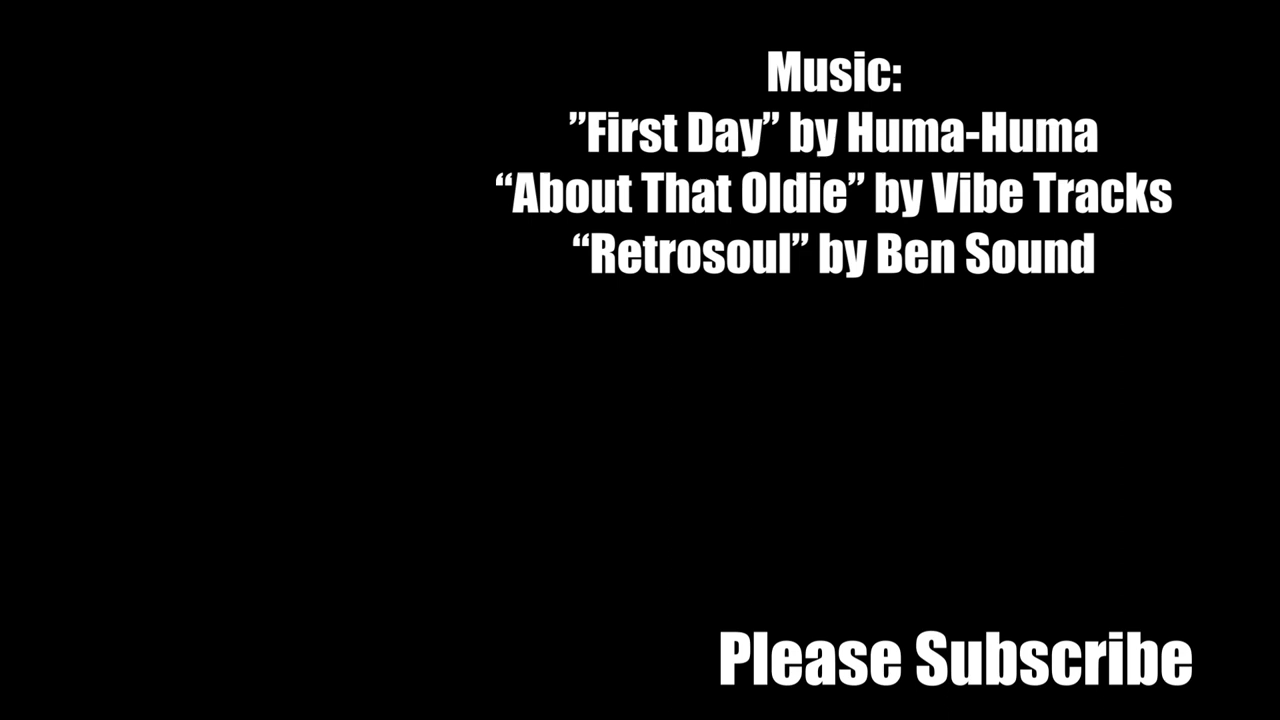 Music:
”First Day” by Huma-Huma
“About That Oldie” by Vibe Tracks
“Retrosoul” by Ben Sound
Please Subscribe